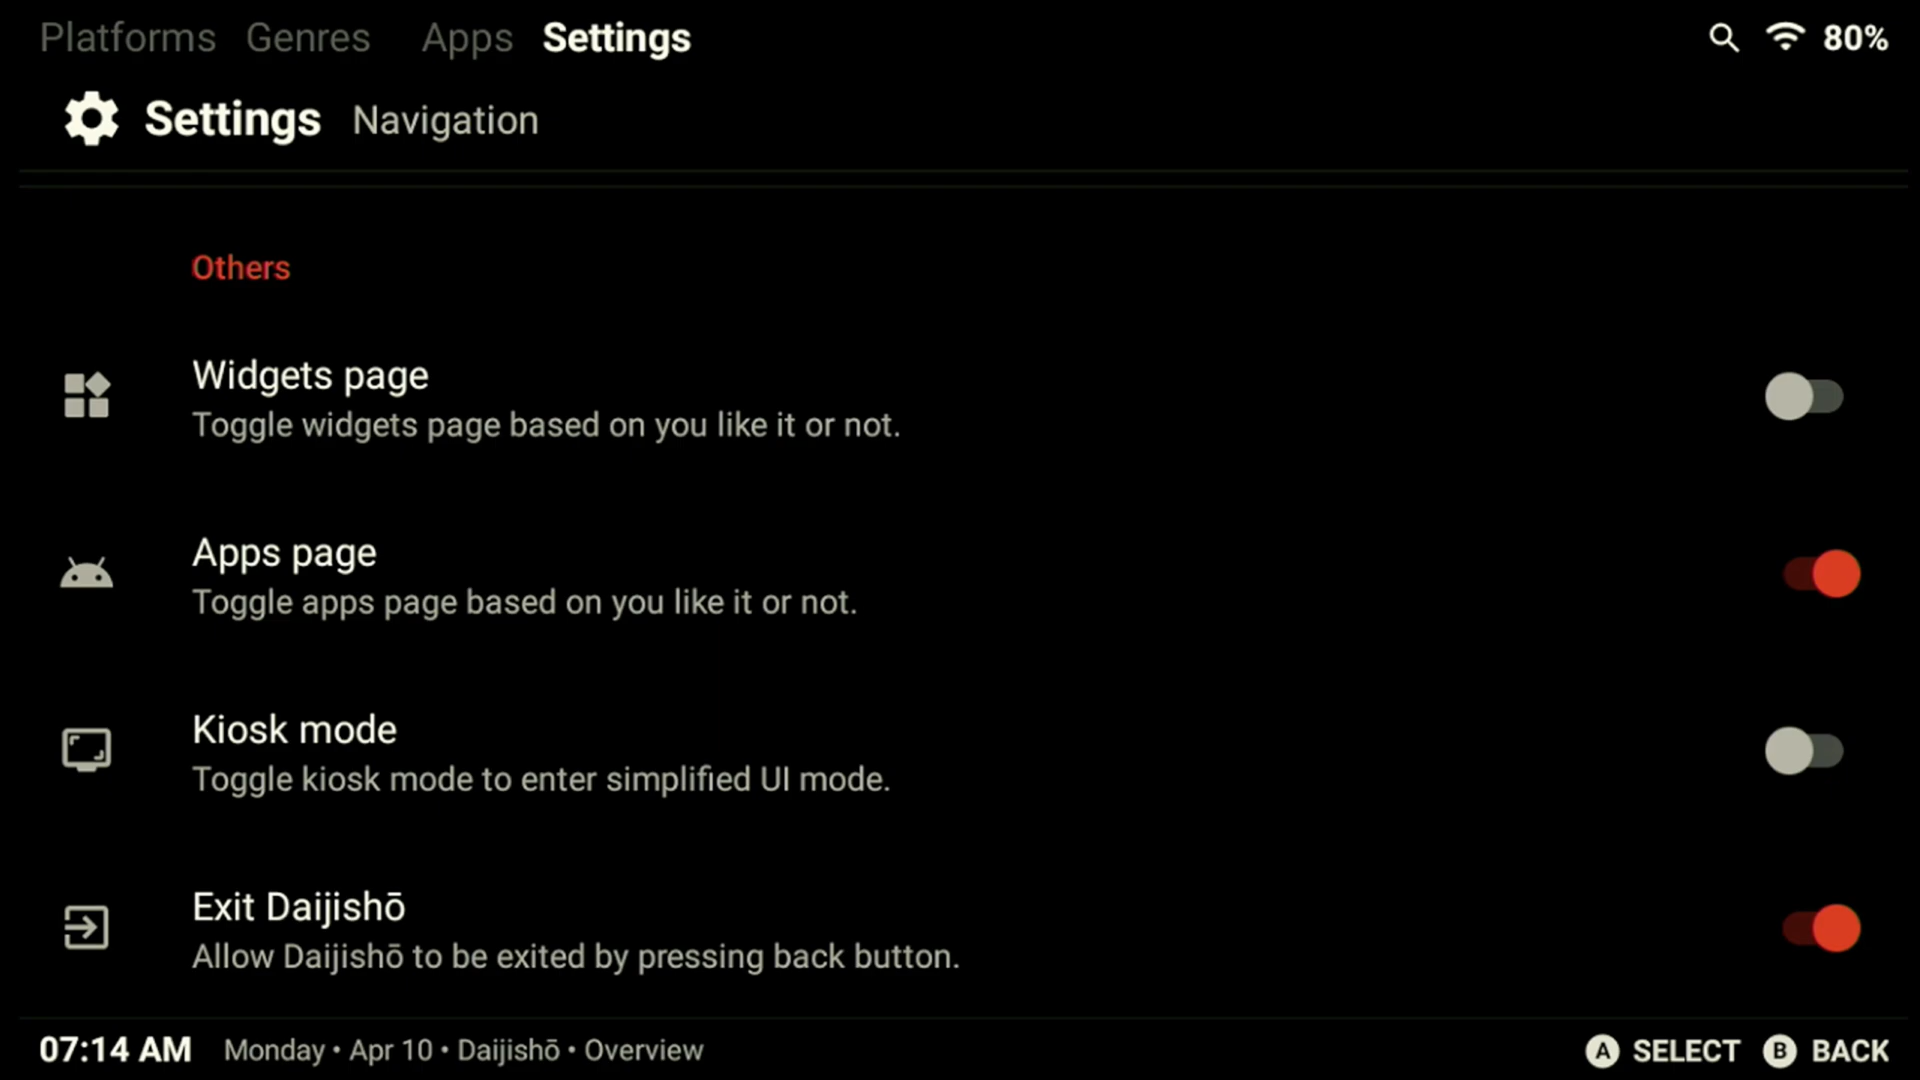 Platforms Genres Apps Settings 80%
Settings Navigation
Others
Widgets page
Toggle widgets page based on you like it or not.
Apps page
Toggle apps page based on you like it or not.
Kiosk mode
Toggle kiosk mode to enter simplified UI mode.
Exit Daijishō
Allow Daijishō to be exited by pressing back button.
07:14 AM Monday • Apr 10 • Daijishō • Overview A SELECT B BACK